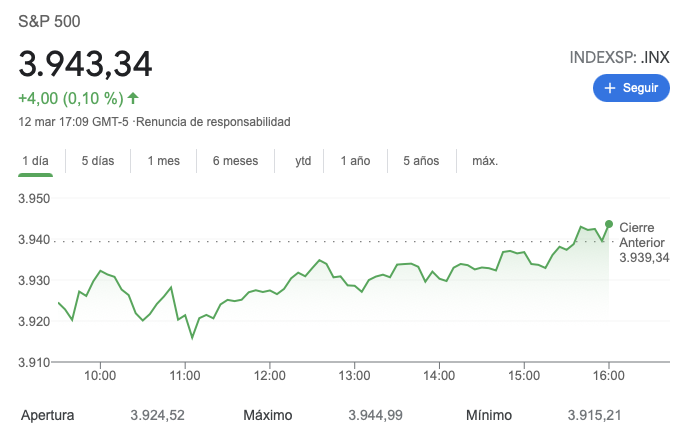 S&P 500
3.943,34
INDEXSP: .INX
+4,00 (0,10 %)
+ Seguir
12 mar 17:09 GMT-5 ·Renuncia de responsabilidad
1 día 5 días 1 mes 6 meses ytd 1 año 5 años máx.
3.950
3.940
3.930
3.920
3.910
Cierre
Anterior
3.939,34
10:00 11:00 12:00 13:00 14:00 15:00 16:00
Apertura 3.924,52 Máximo 3.944,99 Mínimo 3.915,21